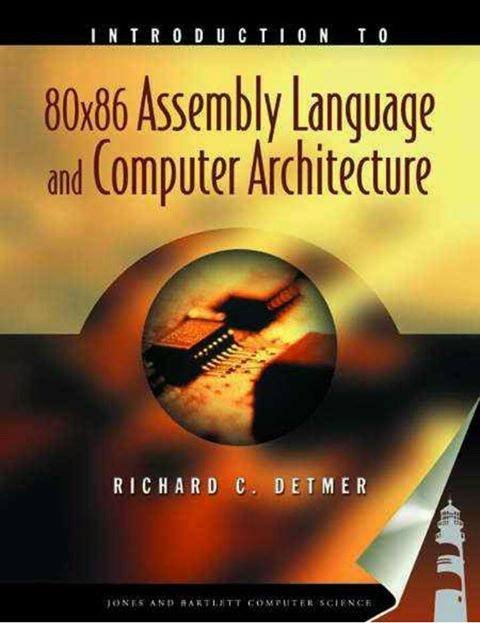 INTRODUCTION TO
80x86 Assembly Language
and Computer Architecture
RICHARD C. DETMER
JONES AND BARTLETT COMPUTER SCIENCE